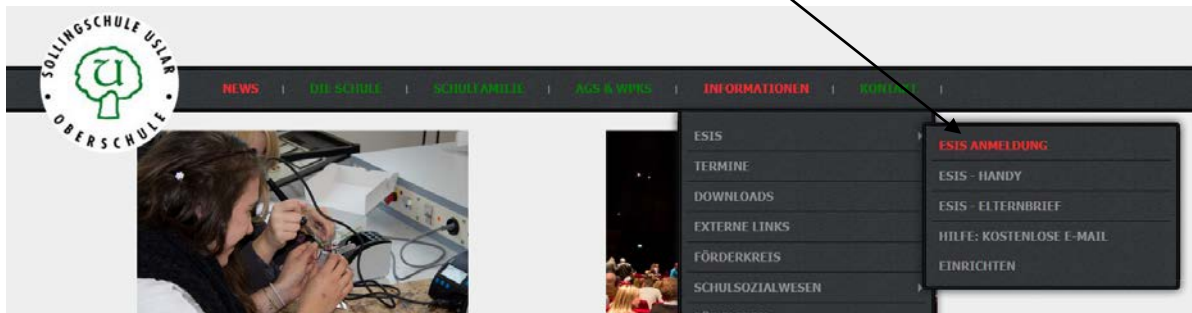 SOLLINGSCHULE USLAR
• OBERSCHULE •
NEWS | DIE SCHULE | SCHULFAMILIE | AGS & WPKS | INFORMATIONEN | KONTAKT |
ESIS
TERMINE
DOWNLOADS
EXTERNE LINKS
FÖRDERKREIS
SCHULSOZIALWESEN
ESIS ANMELDUNG
ESIS - HANDY
ESIS - ELTERNBRIEF
HILFE: KOSTENLOSE E-MAIL
EINRICHTEN